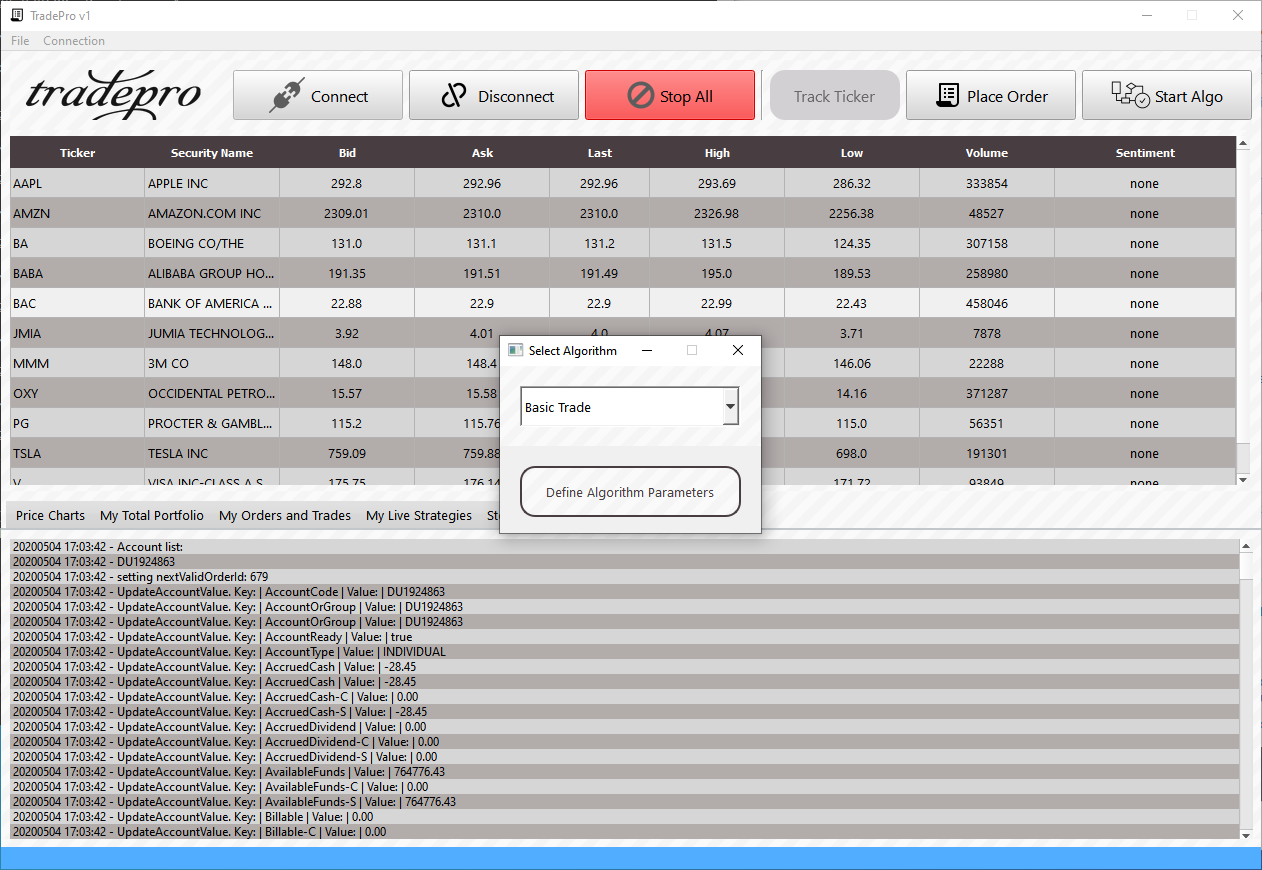 TradePro v1
File Connection
tradepro Connect Disconnect Stop All Track Ticker Place Order Start Algo
Ticker Security Name Bid Ask Last High Low Volume Sentiment
AAPL APPLE INC 292.8 292.96 292.96 293.69 286.32 333854 none
AMZN AMAZON.COM INC 2309.01 2310.0 2310.0 2326.98 2256.38 48527 none
BA BOEING CO/THE 131.0 131.1 131.2 131.5 124.35 307158 none
BABA ALIBABA GROUP HO... 191.35 191.51 191.49 195.0 189.53 258980 none
BAC BANK OF AMERICA ... 22.88 22.9 22.9 22.99 22.43 458046 none
JMIA JUMIA TECHNOLOG... 3.92 4.01 4.0 4.07 3.71 7878 none
MMM 3M CO 148.0 148.4 146.06 22288 none
OXY OCCIDENTAL PETRO... 15.57 15.58 14.16 371287 none
PG PROCTER & GAMBL... 115.2 115.76 115.0 56351 none
TSLA TESLA INC 759.09 759.88 698.0 191301 none
V VISA INC-CLASS A S 175.75 176.14 171.72 93849 none
Select Algorithm
Basic Trade
Define Algorithm Parameters
Price Charts My Total Portfolio My Orders and Trades My Live Strategies
20200504 17:03:42 - Account list:
20200504 17:03:42 - DU1924863
20200504 17:03:42 - setting nextValidOrderId: 679
20200504 17:03:42 - UpdateAccountValue. Key: | AccountCode | Value: | DU1924863
20200504 17:03:42 - UpdateAccountValue. Key: | AccountOrGroup | Value: | DU1924863
20200504 17:03:42 - UpdateAccountValue. Key: | AccountOrGroup | Value: | DU1924863
20200504 17:03:42 - UpdateAccountValue. Key: | AccountReady | Value: | true
20200504 17:03:42 - UpdateAccountValue. Key: | AccountType | Value: | INDIVIDUAL
20200504 17:03:42 - UpdateAccountValue. Key: | AccruedCash | Value: | -28.45
20200504 17:03:42 - UpdateAccountValue. Key: | AccruedCash | Value: | -28.45
20200504 17:03:42 - UpdateAccountValue. Key: | AccruedCash-C | Value: | 0.00
20200504 17:03:42 - UpdateAccountValue. Key: | AccruedCash-S | Value: | -28.45
20200504 17:03:42 - UpdateAccountValue. Key: | AccruedDividend | Value: | 0.00
20200504 17:03:42 - UpdateAccountValue. Key: | AccruedDividend-C | Value: | 0.00
20200504 17:03:42 - UpdateAccountValue. Key: | AccruedDividend-S | Value: | 0.00
20200504 17:03:42 - UpdateAccountValue. Key: | AvailableFunds | Value: | 764776.43
20200504 17:03:42 - UpdateAccountValue. Key: | AvailableFunds-C | Value: | 0.00
20200504 17:03:42 - UpdateAccountValue. Key: | AvailableFunds-S | Value: | 764776.43
20200504 17:03:42 - UpdateAccountValue. Key: | Billable | Value: | 0.00
20200504 17:03:42 - UpdateAccountValue. Key: | Billable-C | Value: | 0.00